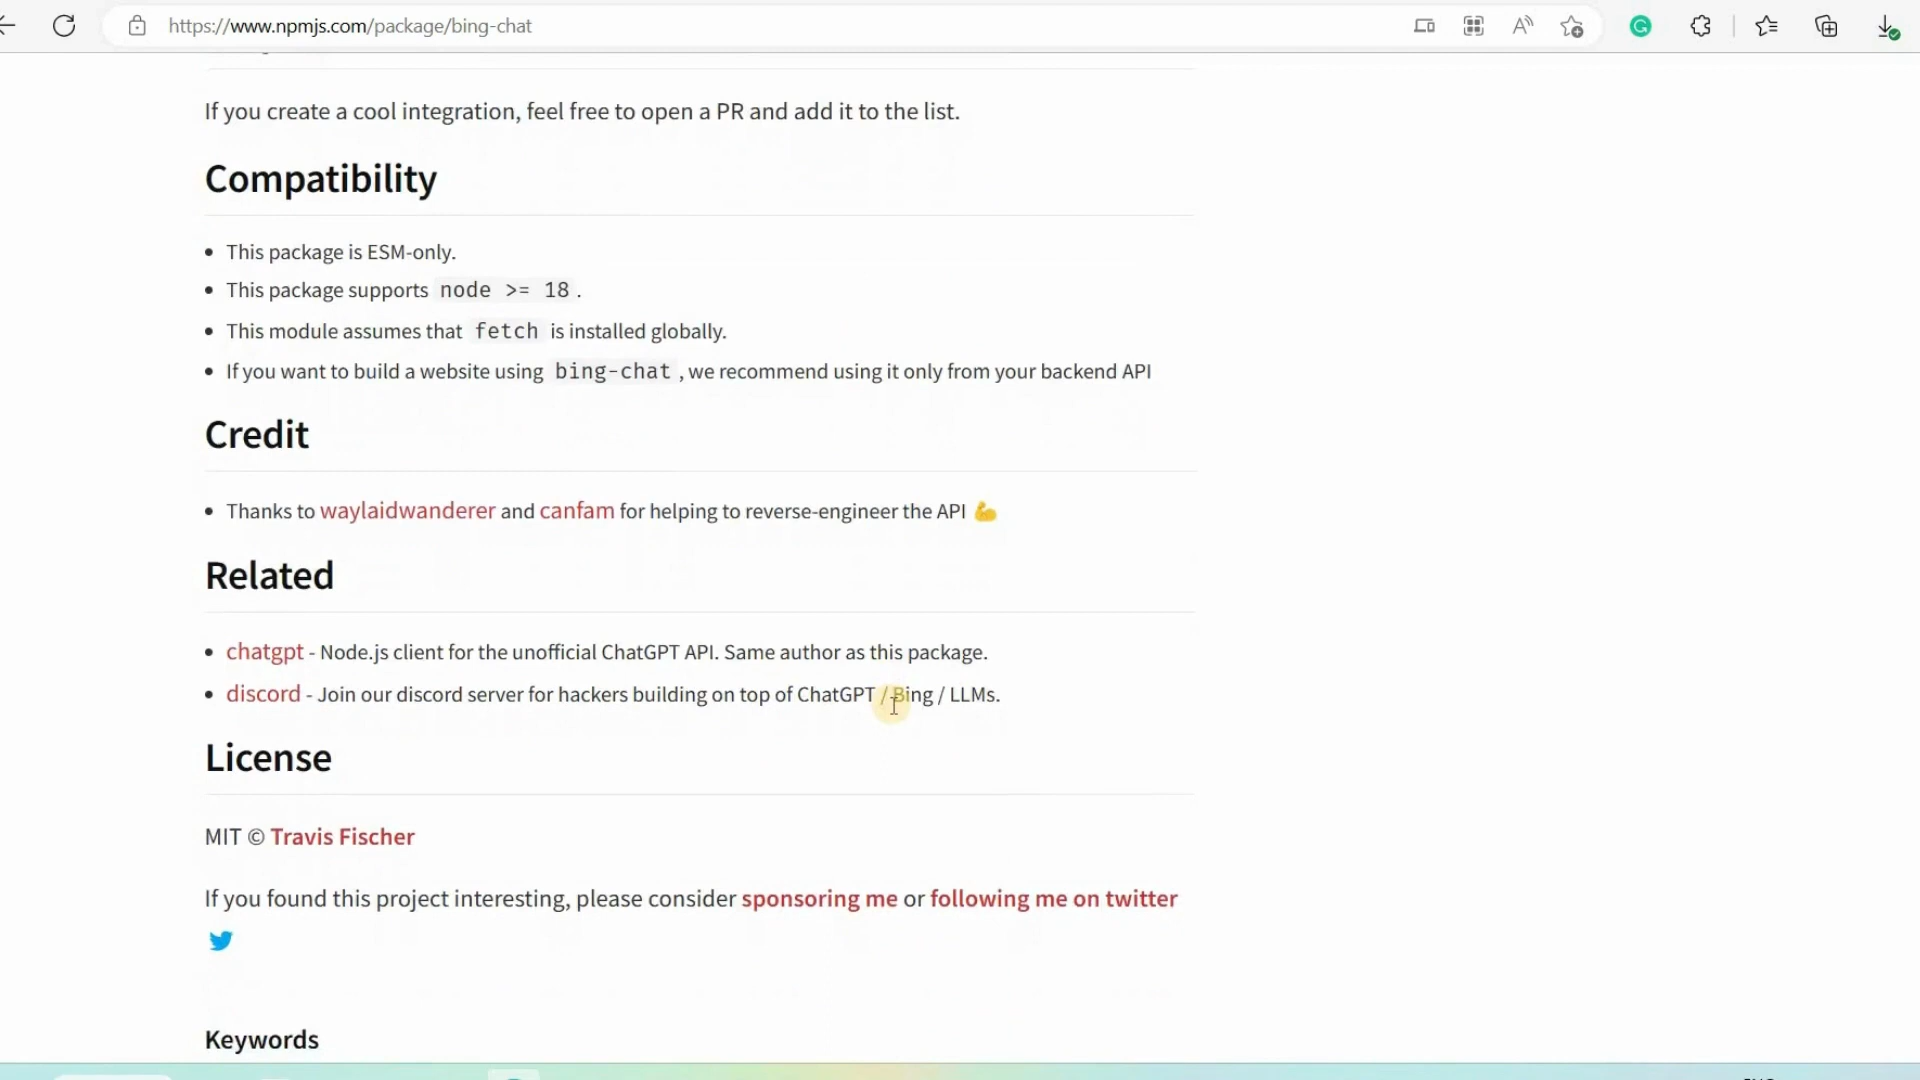 https://www.npmjs.com/package/bing-chat
If you create a cool integration, feel free to open a PR and add it to the list.
Compatibility
This package is ESM-only.
This package supports node >= 18 .
This module assumes that fetch is installed globally.
If you want to build a website using bing-chat , we recommend using it only from your backend API
Credit
Thanks to waylaidwanderer and canfam for helping to reverse-engineer the API 💪
Related
chatgpt - Node.js client for the unofficial ChatGPT API. Same author as this package.
discord - Join our discord server for hackers building on top of ChatGPT / Bing / LLMs.
License
MIT © Travis Fischer
If you found this project interesting, please consider sponsoring me or following me on twitter
Keywords